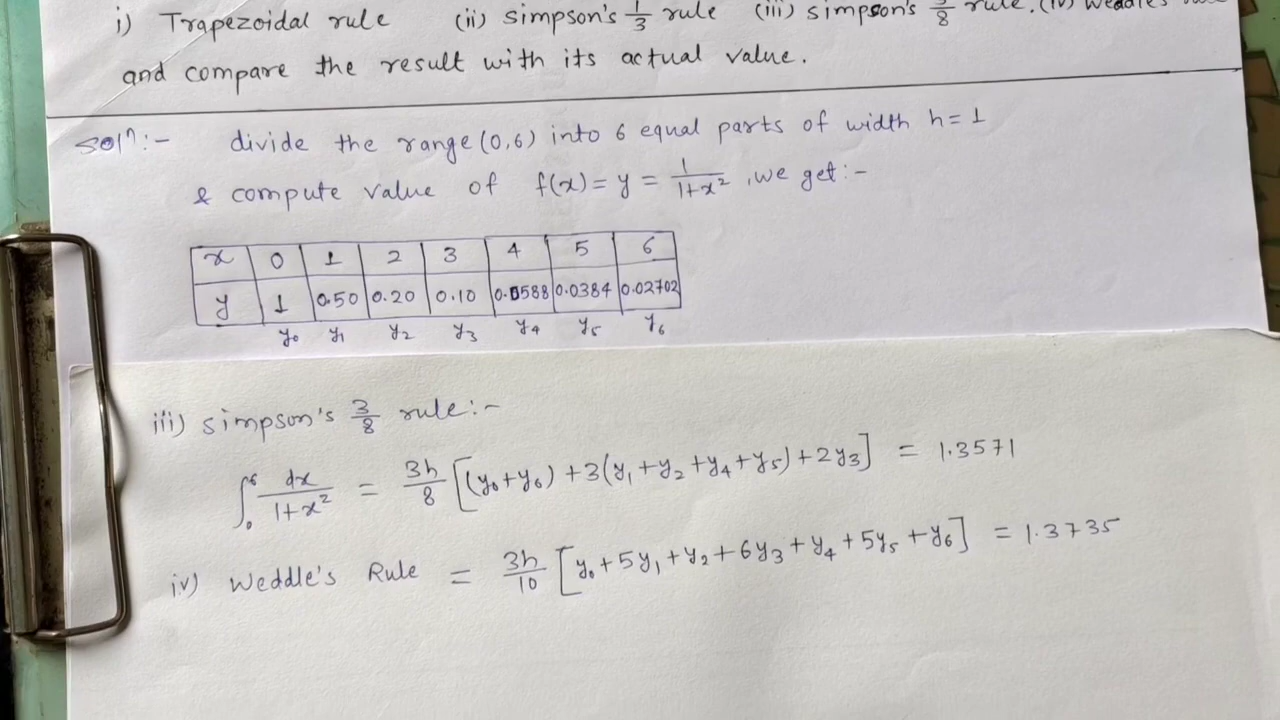 i) Trapezoidal rule (ii) simpson's 1/3 rule (iii) simpson's 3/8 rule. (iv) Weddle's rule
and compare the result with its actual value.
Solⁿ:- divide the range (0,6) into 6 equal parts of width h=1
& compute value of f(x) = y = 1/(1+x²), we get:-
x 0 1 2 3 4 5 6
y 1 0.50 0.20 0.10 0.0588 0.0384 0.02702
y₀ y₁ y₂ y₃ y₄ y₅ y₆
iii) simpson's 3/8 rule:-
∫₀⁶ dx/(1+x²) = 3h/8 [(y₀+y₆)+3(y₁+y₂+y₄+y₅)+2y₃] = 1.3571
iv) Weddle's Rule = 3h/10 [y₀+5y₁+y₂+6y₃+y₄+5y₅+y₆] = 1.3735